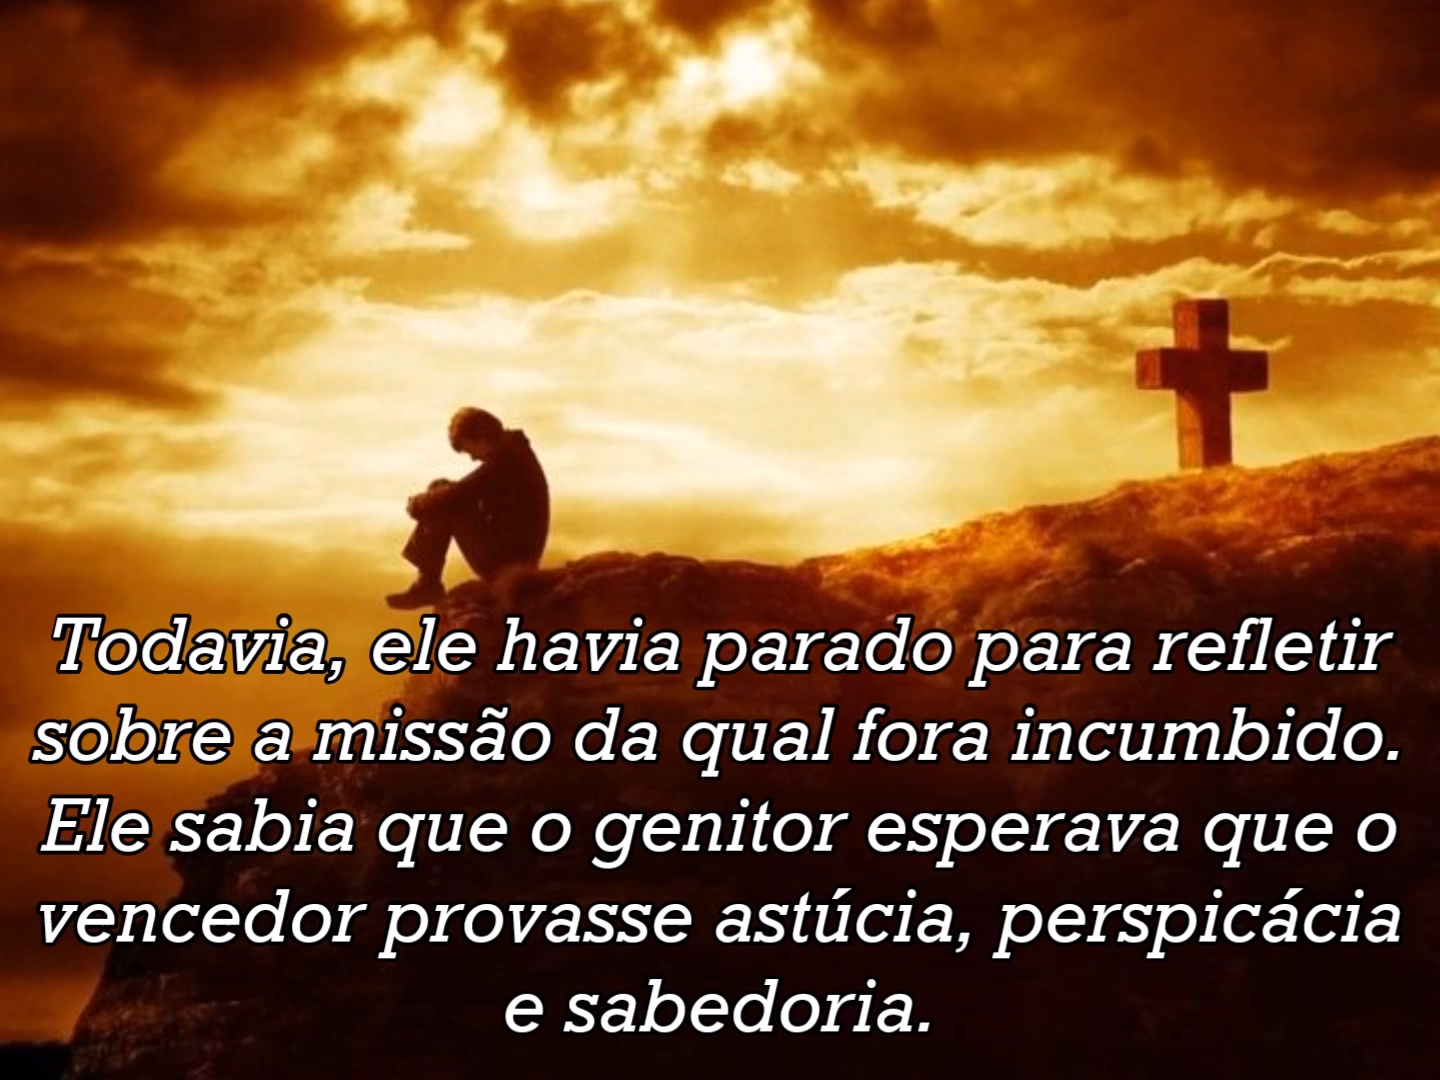 Todavia, ele havia parado para refletir
sobre a missão da qual fora incumbido.
Ele sabia que o genitor esperava que o
vencedor provasse astúcia, perspicácia
e sabedoria.